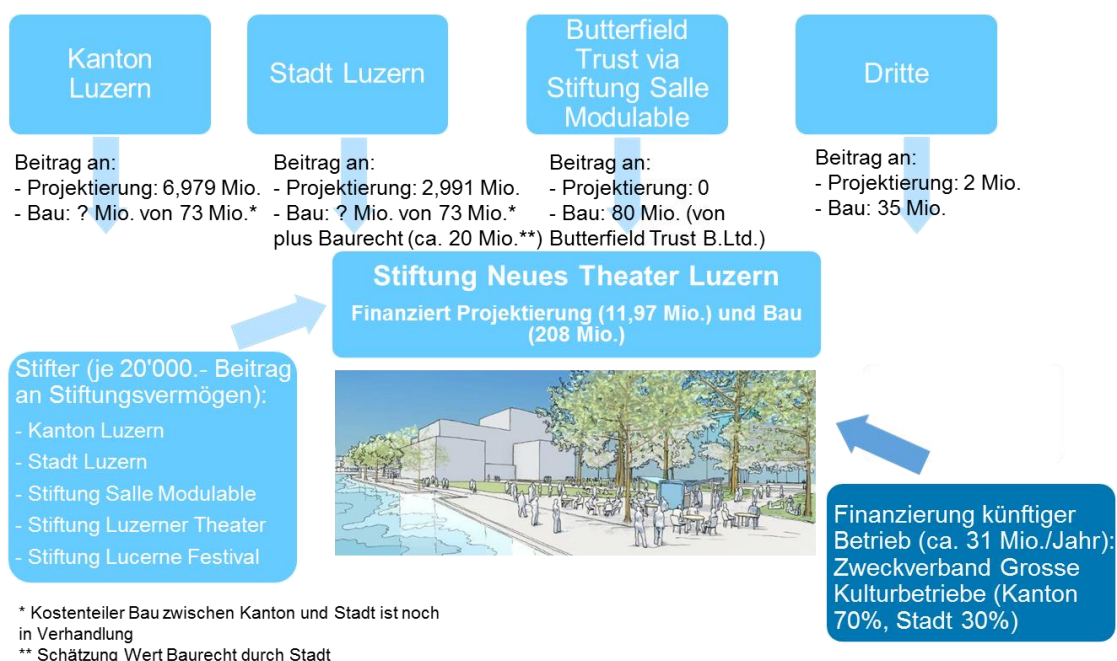 Kanton
Luzern
Stadt Luzern
Butterfield
Trust via
Stiftung Salle
Modulable
Dritte
Beitrag an:
- Projektierung: 6,979 Mio.
- Bau: ? Mio. von 73 Mio.*
Beitrag an:
- Projektierung: 2,991 Mio.
- Bau: ? Mio. von 73 Mio.*
plus Baurecht (ca. 20 Mio.**)
Beitrag an:
- Projektierung: 0
- Bau: 80 Mio. (von
Butterfield Trust B.Ltd.)
Beitrag an:
- Projektierung: 2 Mio.
- Bau: 35 Mio.
Stiftung Neues Theater Luzern
Finanziert Projektierung (11,97 Mio.) und Bau
(208 Mio.)
Stifter (je 20'000.- Beitrag
an Stiftungsvermögen):
- Kanton Luzern
- Stadt Luzern
- Stiftung Salle Modulable
- Stiftung Luzerner Theater
- Stiftung Lucerne Festival
Finanzierung künftiger
Betrieb (ca. 31 Mio./Jahr):
Zweckverband Grosse
Kulturbetriebe (Kanton
70%, Stadt 30%)
* Kostenteiler Bau zwischen Kanton und Stadt ist noch
in Verhandlung
** Schätzung Wert Baurecht durch Stadt